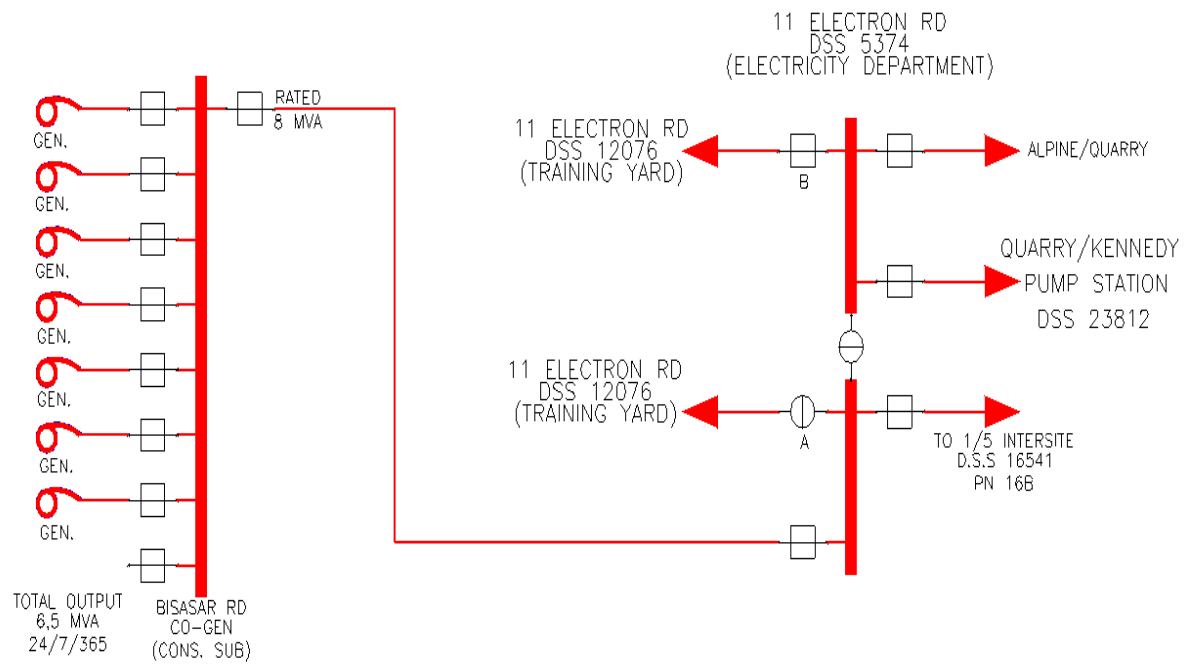 11 ELECTRON RD
DSS 5374
(ELECTRICITY DEPARTMENT)
RATED
8 MVA
GEN.
GEN.
GEN.
GEN.
GEN.
GEN.
GEN.
TOTAL OUTPUT
6,5 MVA
24/7/365
BISASAR RD
CO-GEN
(CONS. SUB)
11 ELECTRON RD
DSS 12076
(TRAINING YARD)
B
ALPINE/QUARRY
QUARRY/KENNEDY
PUMP STATION
DSS 23812
11 ELECTRON RD
DSS 12076
(TRAINING YARD)
A
TO 1/5 INTERSITE
D.S.S 16541
PN 16B